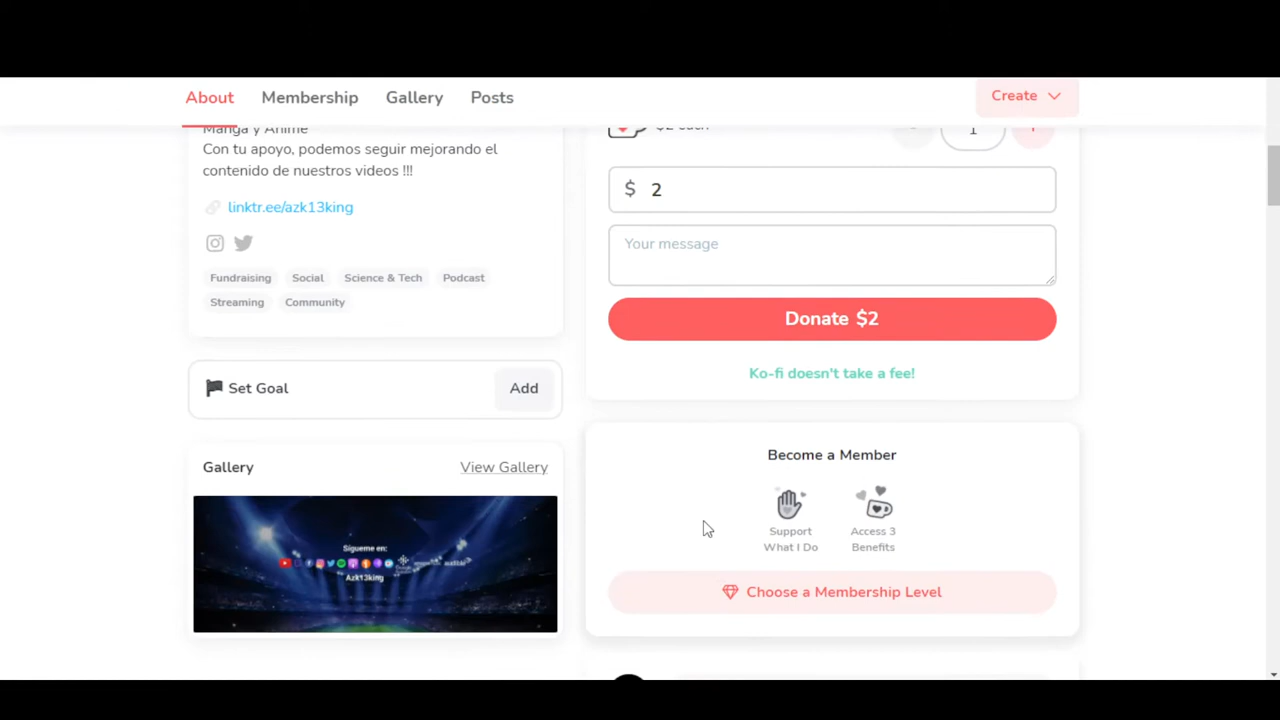 About Membership Gallery Posts
Create
Manga y Anime
Con tu apoyo, podemos seguir mejorando el
contenido de nuestros videos !!!
linktr.ee/azk13king
Fundraising Social Science & Tech Podcast
Streaming Community
Set Goal Add
Gallery View Gallery
Sigueme en:
Azk13king
$2 each
1
$ 2
Your message
Donate $2
Ko-fi doesn't take a fee!
Become a Member
Support
What I Do
Access 3
Benefits
Choose a Membership Level